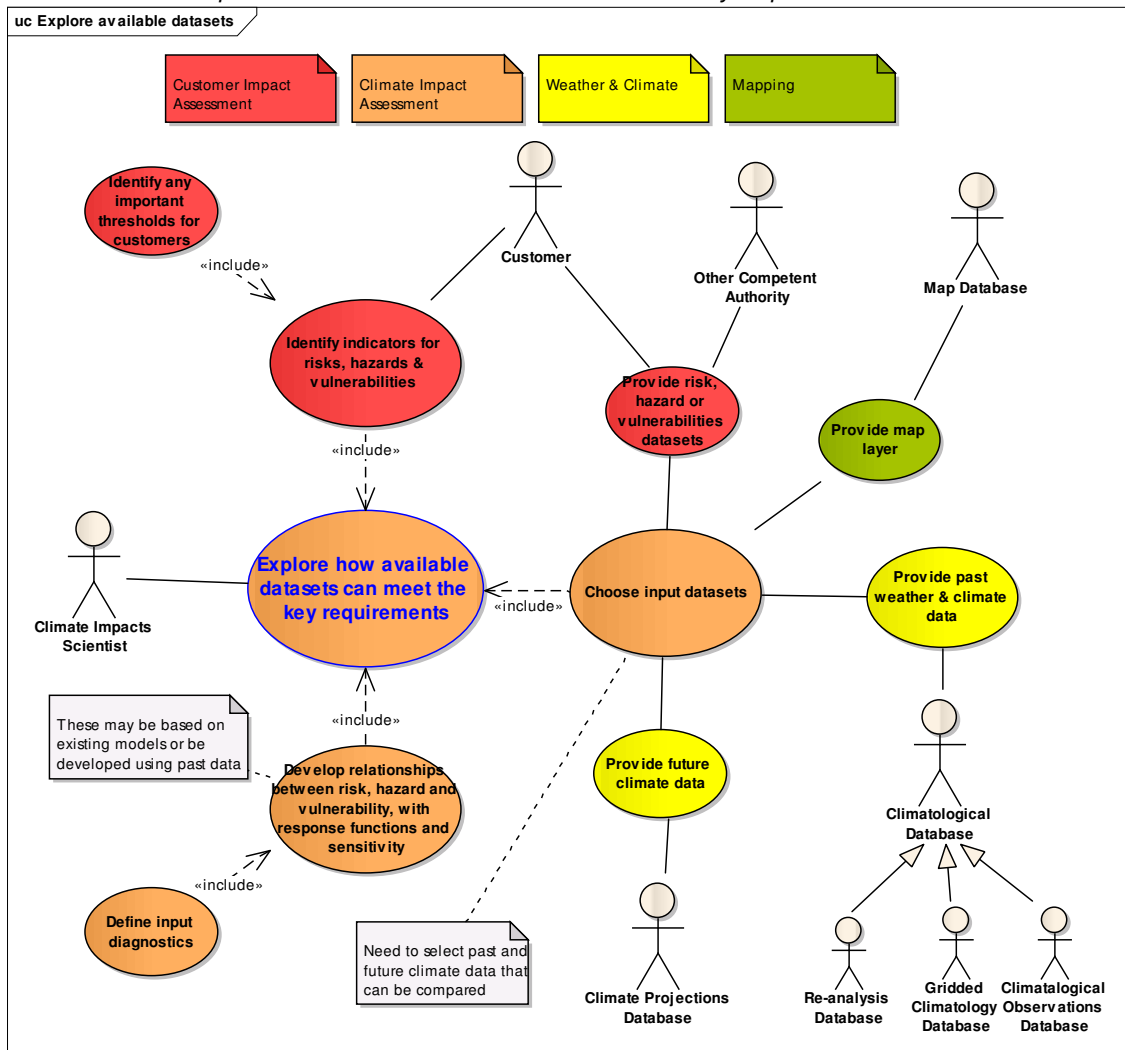 uc Explore available datasets
Customer Impact
Assessment
Climate Impact
Assessment
Weather & Climate
Mapping
Identify any
important
thresholds for
customers
«include»
Customer
Other Competent
Authority
Map Database
Identify indicators for
risks, hazards &
vulnerabilities
Provide risk,
hazard or
vulnerabilities
datasets
Provide map
layer
«include»
Explore how available
datasets can meet the
key requirements
«include»
Choose input datasets
Provide past
weather & climate
data
Climate Impacts
Scientist
«include»
These may be based on
existing models or be
developed using past data
Develop relationships
between risk, hazard and
vulnerability, with
response functions and
sensitivity
Provide future
climate data
Climatological
Database
«include»
Define input
diagnostics
Need to select past and
future climate data that
can be compared
Climate Projections
Database
Re-analysis
Database
Gridded
Climatology
Database
Climatalogical
Observations
Database